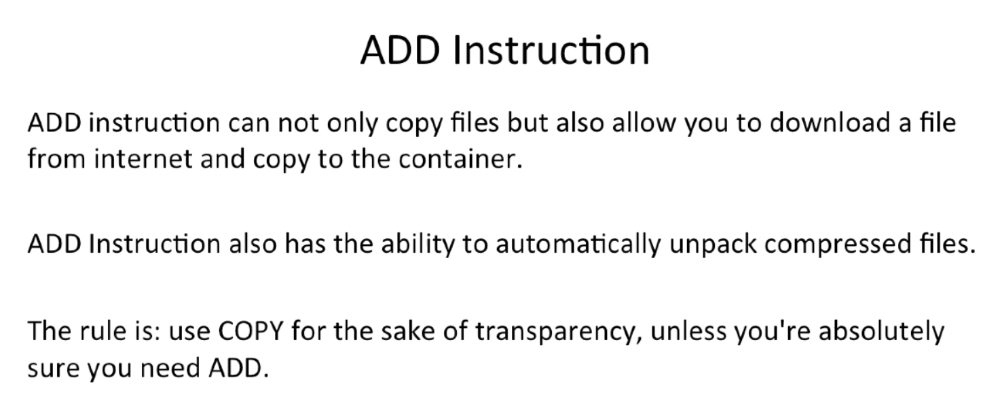 ADD Instruction
ADD instruction can not only copy files but also allow you to download a file
from internet and copy to the container.
ADD Instruction also has the ability to automatically unpack compressed files.
The rule is: use COPY for the sake of transparency, unless you're absolutely
sure you need ADD.